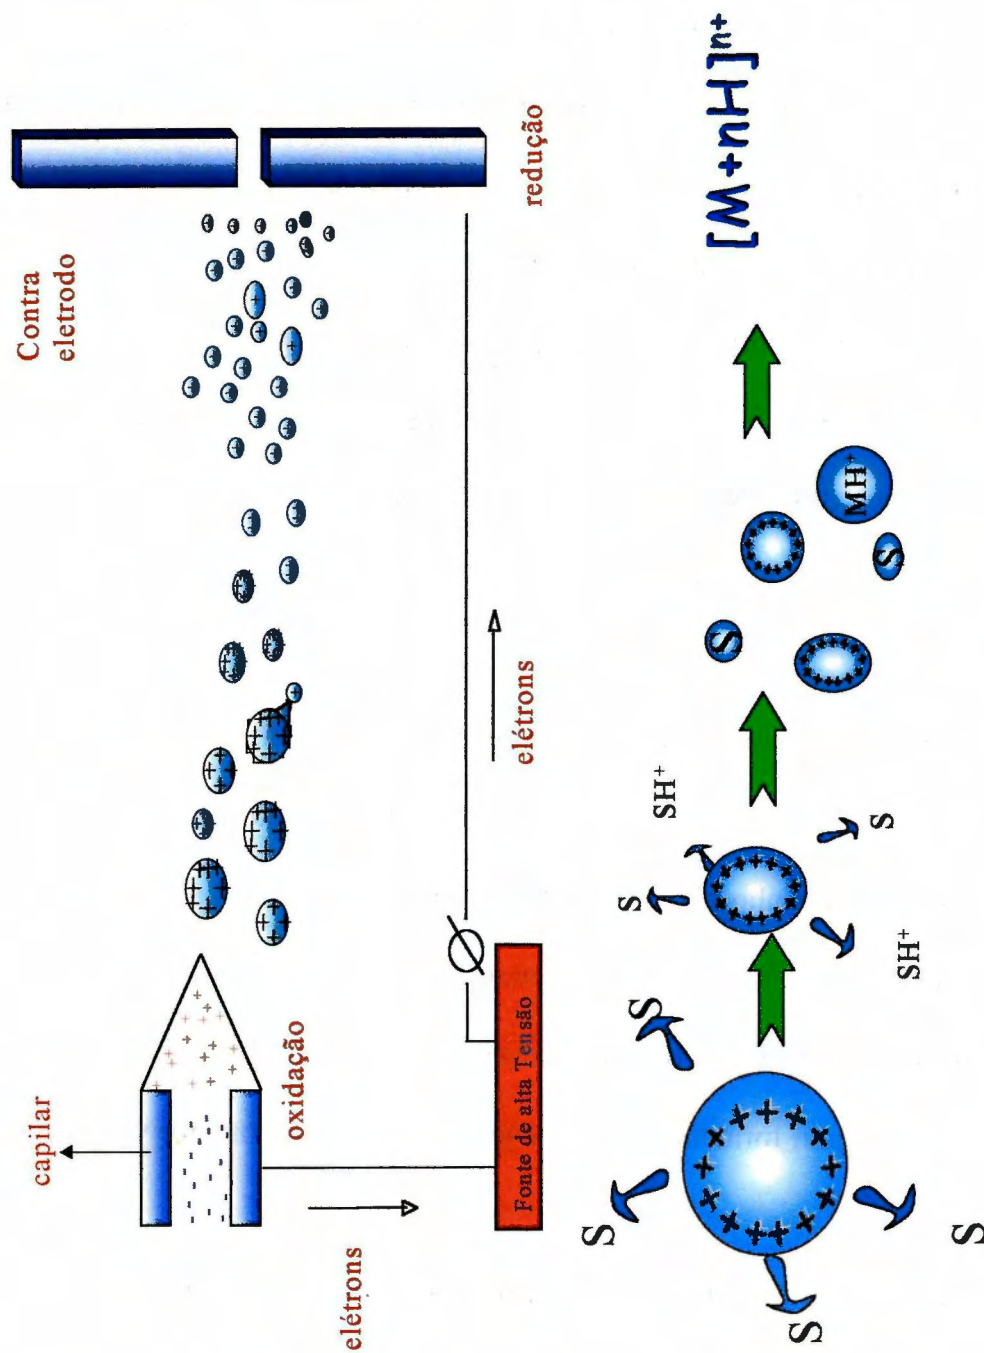 capilar
Contra
eletrodo
oxidação
elétrons
Fonte de alta Tensão
elétrons
redução
S
S
S
SH⁺
S
[M+nH]ⁿ⁺
S
MH⁺
S
S
SH⁺
S